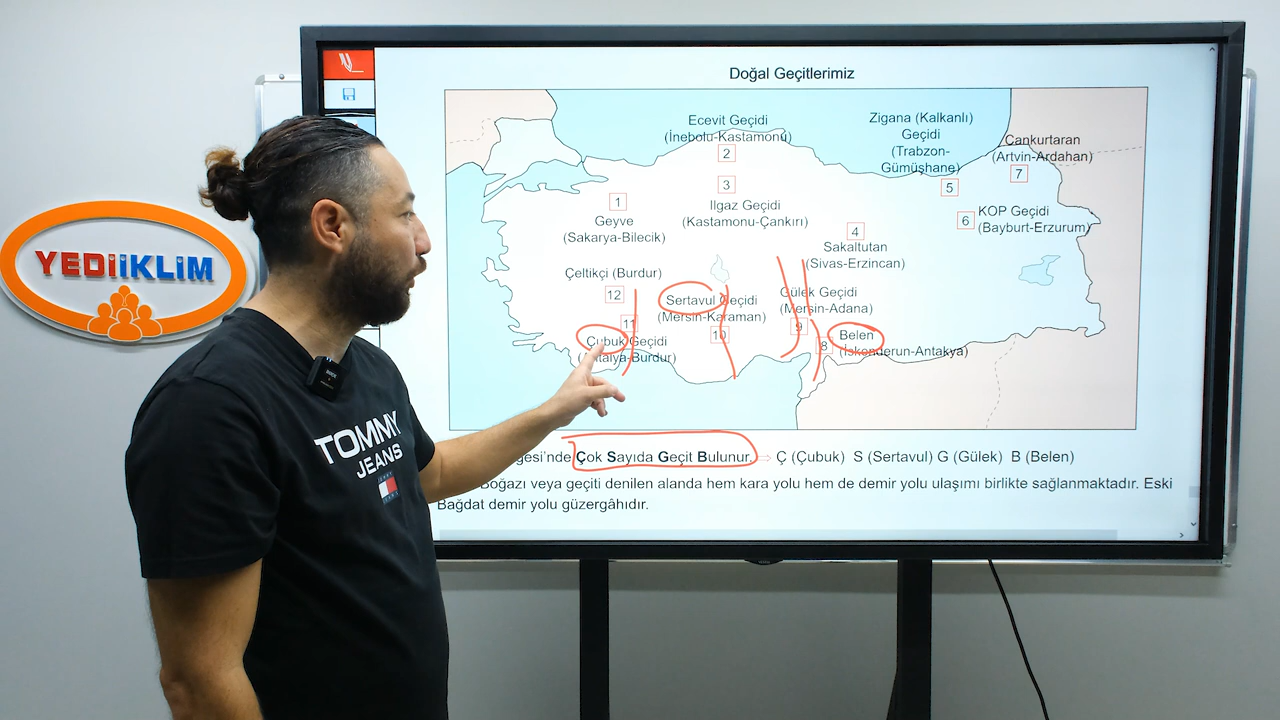 YEDİİKLİM
TOMMY
JEANS
Doğal Geçitlerimiz
Ecevit Geçidi
(İnebolu-Kastamonu)
2
3
Ilgaz Geçidi
(Kastamonu-Çankırı)
Zigana (Kalkanlı)
Geçidi
(Trabzon-
Gümüşhane)
5
Cankurtaran
(Artvin-Ardahan)
7
1
Geyve
(Sakarya-Bilecik)
6
KOP Geçidi
(Bayburt-Erzurum)
4
Sakaltutan
(Sivas-Erzincan)
Çeltikçi (Burdur)
12
11
Çubuk Geçidi
(Antalya-Burdur)
Sertavul Geçidi
(Mersin-Karaman)
10
Gülek Geçidi
(Mersin-Adana)
9
8
Belen
(İskenderun-Antakya)
Çok Sayıda Geçit Bulunur. ⇒ Ç (Çubuk) S (Sertavul) G (Gülek) B (Belen)
Boğazı veya geçiti denilen alanda hem kara yolu hem de demir yolu ulaşımı birlikte sağlanmaktadır. Eski
Bağdat demir yolu güzergâhıdır.